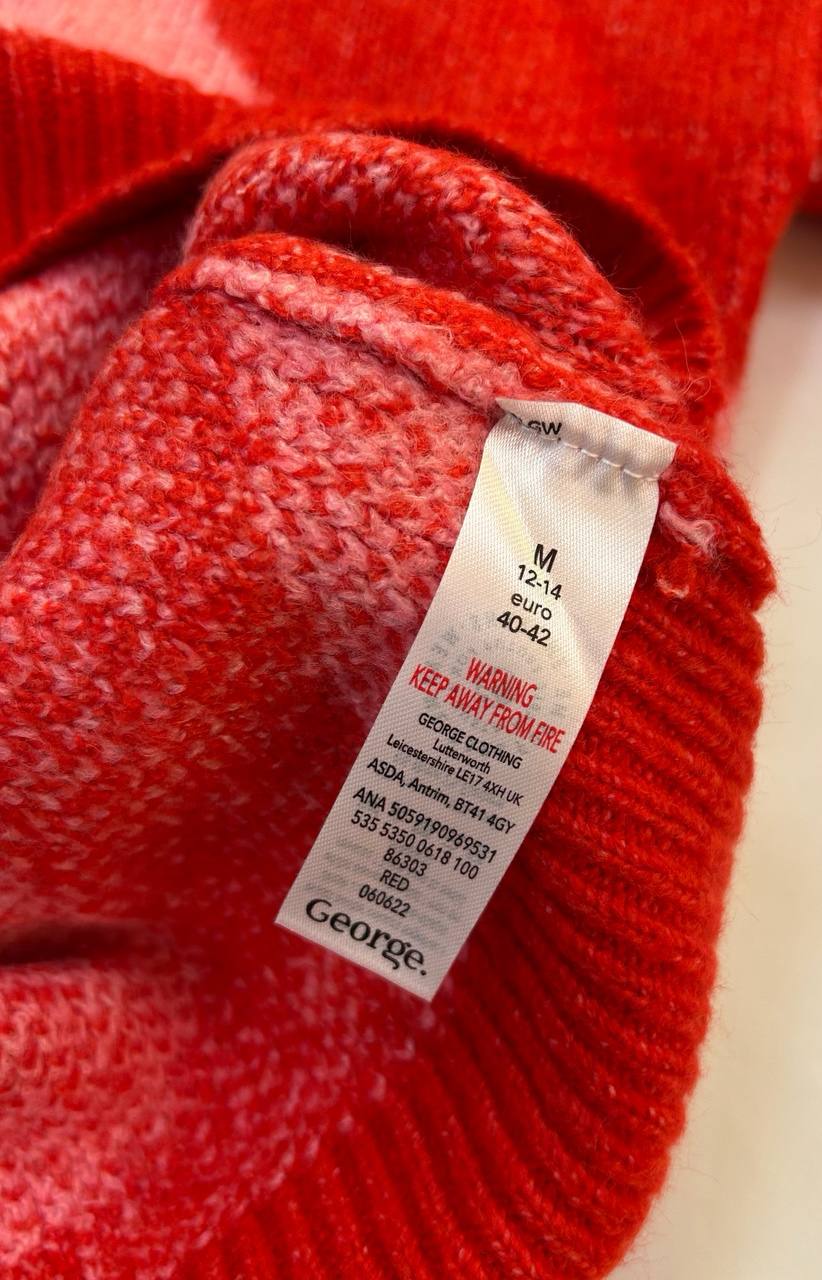 M
12-14
euro
40-42
WARNING
KEEP AWAY FROM FIRE
GEORGE CLOTHING
Lutterworth
Leicestershire LE17 4XH UK
ASDA, Antrim, BT41 4GY
ANA 5059190969531
535 5350 0618 100
86303
RED
060622
George.